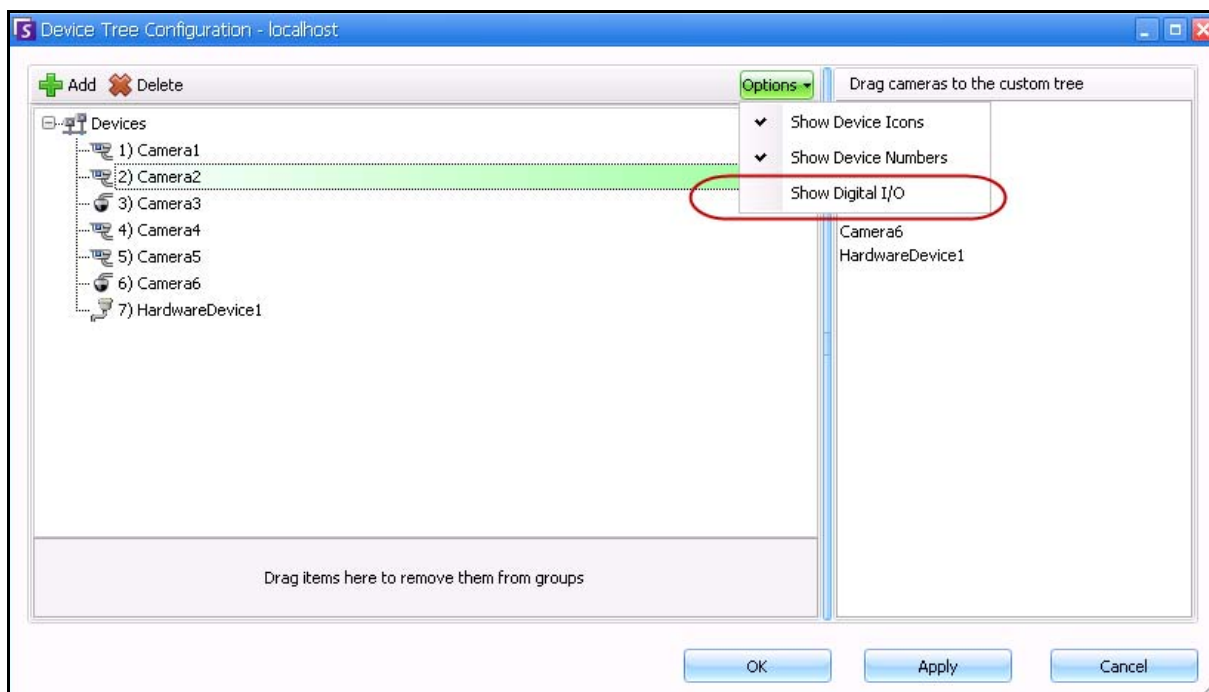 Device Tree Configuration - localhost
Add Delete Options
Drag cameras to the custom tree
Devices
1) Camera1
2) Camera2
3) Camera3
4) Camera4
5) Camera5
6) Camera6
7) HardwareDevice1
Show Device Icons
Show Device Numbers
Show Digital I/O
Camera6
HardwareDevice1
Drag items here to remove them from groups
OK Apply Cancel